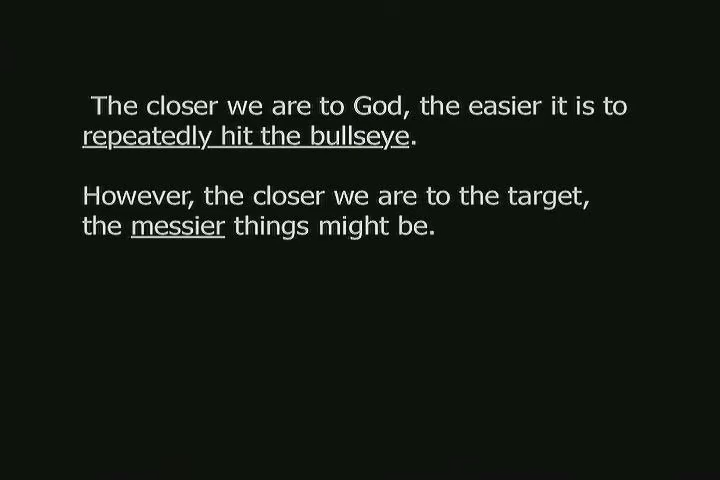 The closer we are to God, the easier it is to
repeatedly hit the bullseye.
However, the closer we are to the target,
the messier things might be.